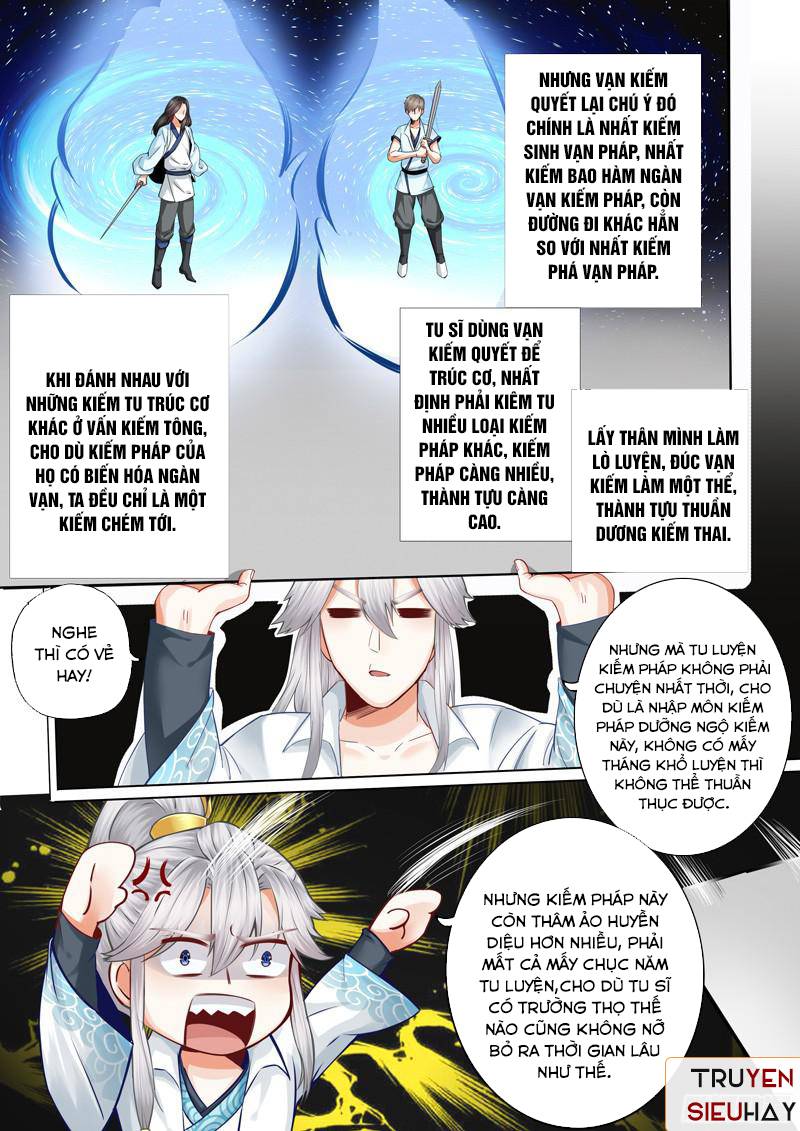 NHƯNG VẠN KIẾM
QUYẾT LẠI CHÚ Ý ĐÓ
CHÍNH LÀ NHẤT KIẾM
SINH VẠN PHÁP, NHẤT
KIẾM BAO HÀM NGÀN
VẠN KIẾM PHÁP, CÒN
ĐƯỜNG ĐI KHÁC HẲN
SO VỚI NHẤT KIẾM
PHÁ VẠN PHÁP.
KHI ĐÁNH NHAU VỚI
NHỮNG KIẾM TU TRÚC CƠ
KHÁC Ở VẤN KIẾM TÔNG,
CHO DÙ KIẾM PHÁP CỦA
HỌ CÓ BIẾN HÓA NGÀN
VẠN, TA ĐỀU CHỈ LÀ MỘT
KIẾM CHÉM TỚI.
TU SĨ DÙNG VẠN
KIẾM QUYẾT ĐỂ
TRÚC CƠ, NHẤT
ĐỊNH PHẢI KIÊM TU
NHIỀU LOẠI KIẾM
PHÁP KHÁC, KIẾM
PHÁP CÀNG NHIỀU,
THÀNH TỰU CÀNG
CAO.
LẤY THÂN MÌNH LÀM
LÒ LUYỆN, ĐÚC VẠN
KIẾM LÀM MỘT THỂ,
THÀNH TỰU THUẦN
DƯƠNG KIẾM THAI.
NGHE
THÌ CÓ VẺ
HAY!
NHƯNG MÀ TU LUYỆN
KIẾM PHÁP KHÔNG PHẢI
CHUYỆN NHẤT THỜI, CHO
DÙ LÀ NHẬP MÔN KIẾM
PHÁP DƯỠNG NGỘ KIẾM
NÀY, KHÔNG CÓ MẤY
THÁNG KHỔ LUYỆN THÌ
KHÔNG THỂ THUẦN
THỤC ĐƯỢC.
NHƯNG KIẾM PHÁP NÀY
CÒN THÂM ẢO HUYỀN
DIỆU HƠN NHIỀU, PHẢI
MẤT CẢ MẤY CHỤC NĂM
TU LUYỆN,CHO DÙ TU SĨ
CÓ TRƯỜNG THỌ THẾ
NÀO CŨNG KHÔNG NỠ
BỎ RA THỜI GIAN LÂU
NHƯ THẾ.
TRUYEN
SIEUHAY